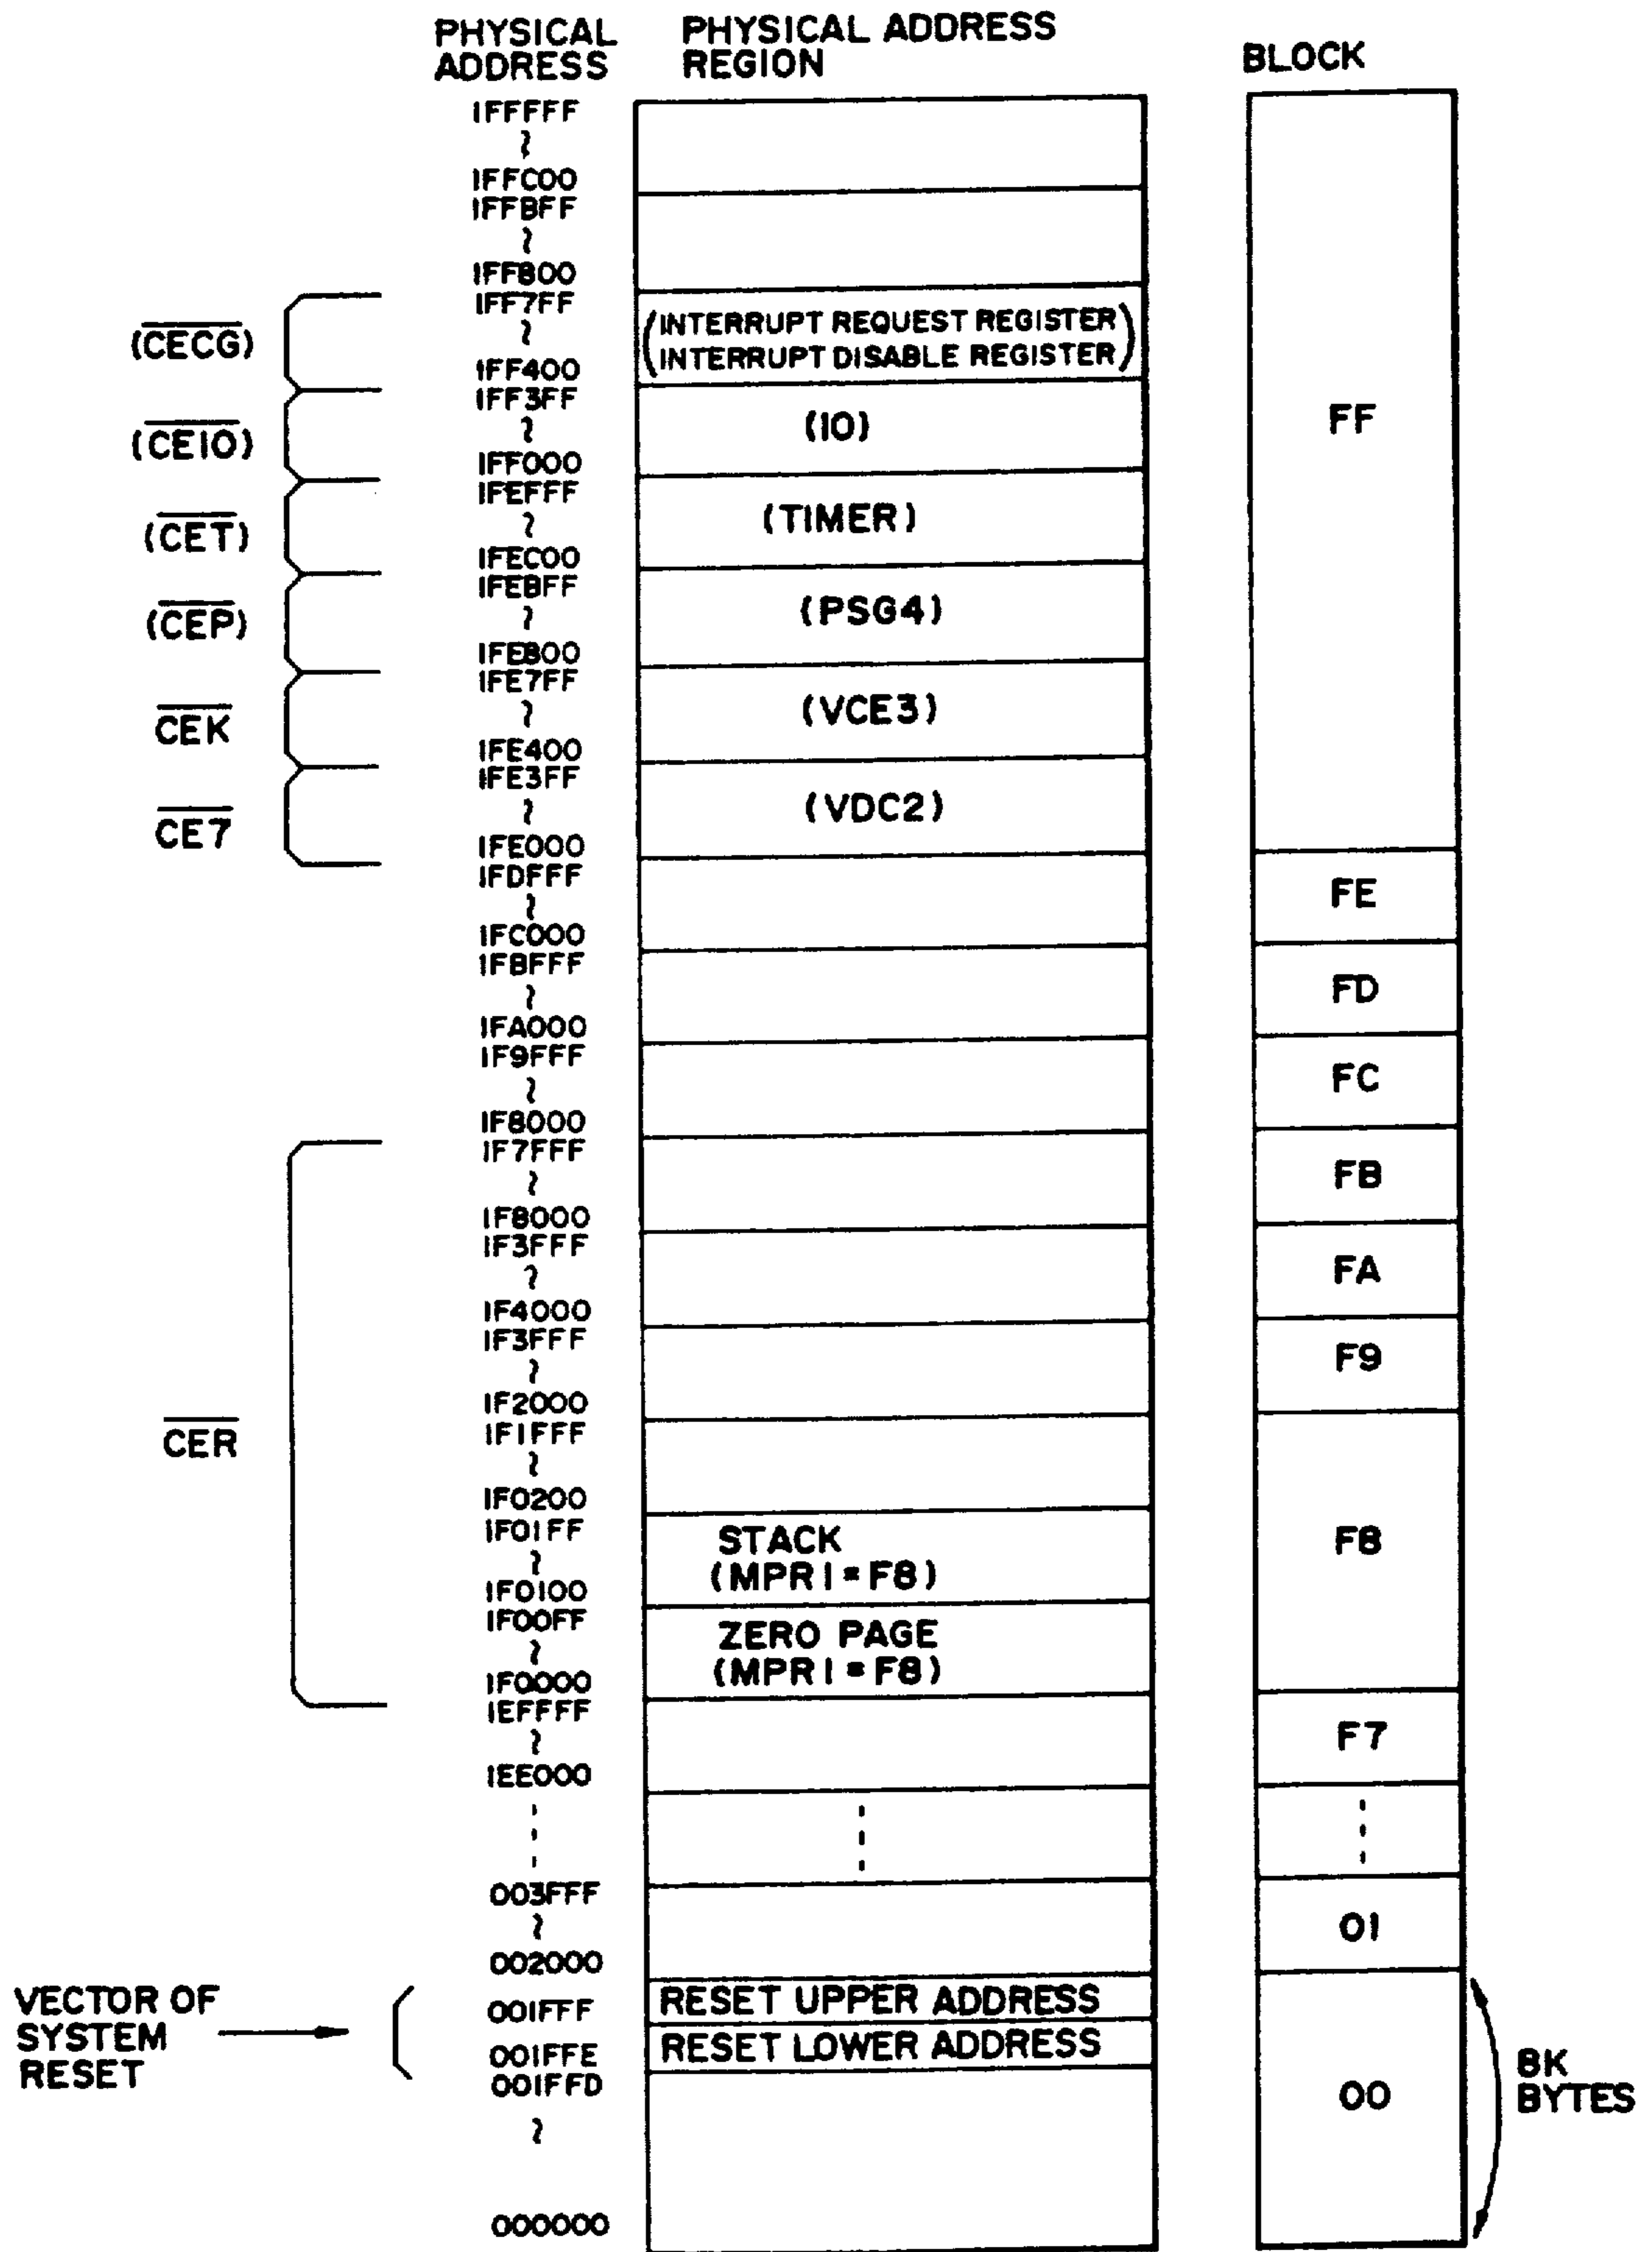 PHYSICAL ADDRESS
PHYSICAL ADDRESS REGION
BLOCK
1FFFFF
~
1FFC00
1FFBFF
~
1FF800
(CECG)
1FF7FF
~
1FF400
(INTERRUPT REQUEST REGISTER
INTERRUPT DISABLE REGISTER)
(CEIO)
1FF3FF
~
1FF000
(IO)
FF
(CET)
1FEFFF
~
1FEC00
(TIMER)
(CEP)
1FEBFF
~
1FE800
(PSG4)
CEK
1FE7FF
~
1FE400
(VCE3)
CE7
1FE3FF
~
1FE000
(VDC2)
1FDFFF
~
1FC000
FE
1FBFFF
~
1FA000
FD
1F9FFF
~
1F8000
FC
1F7FFF
~
1F8000
FB
1F3FFF
~
1F4000
FA
1F3FFF
~
1F2000
F9
CER
1F1FFF
~
1F0200
1F01FF
~
1F0100
STACK
(MPR1=F8)
F8
1F00FF
~
1F0000
ZERO PAGE
(MPR1=F8)
1EFFFF
~
1EE000
F7
003FFF
~
002000
01
VECTOR OF
SYSTEM
RESET
001FFF
RESET UPPER ADDRESS
001FFE
RESET LOWER ADDRESS
001FFD
~
000000
00
8K
BYTES